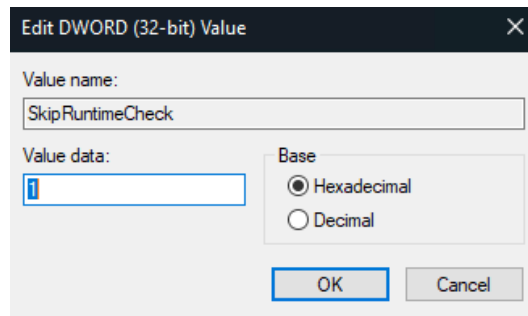 Edit DWORD (32-bit) Value
Value name:
SkipRuntimeCheck
Value data:
1
Base
Hexadecimal
Decimal
OK
Cancel